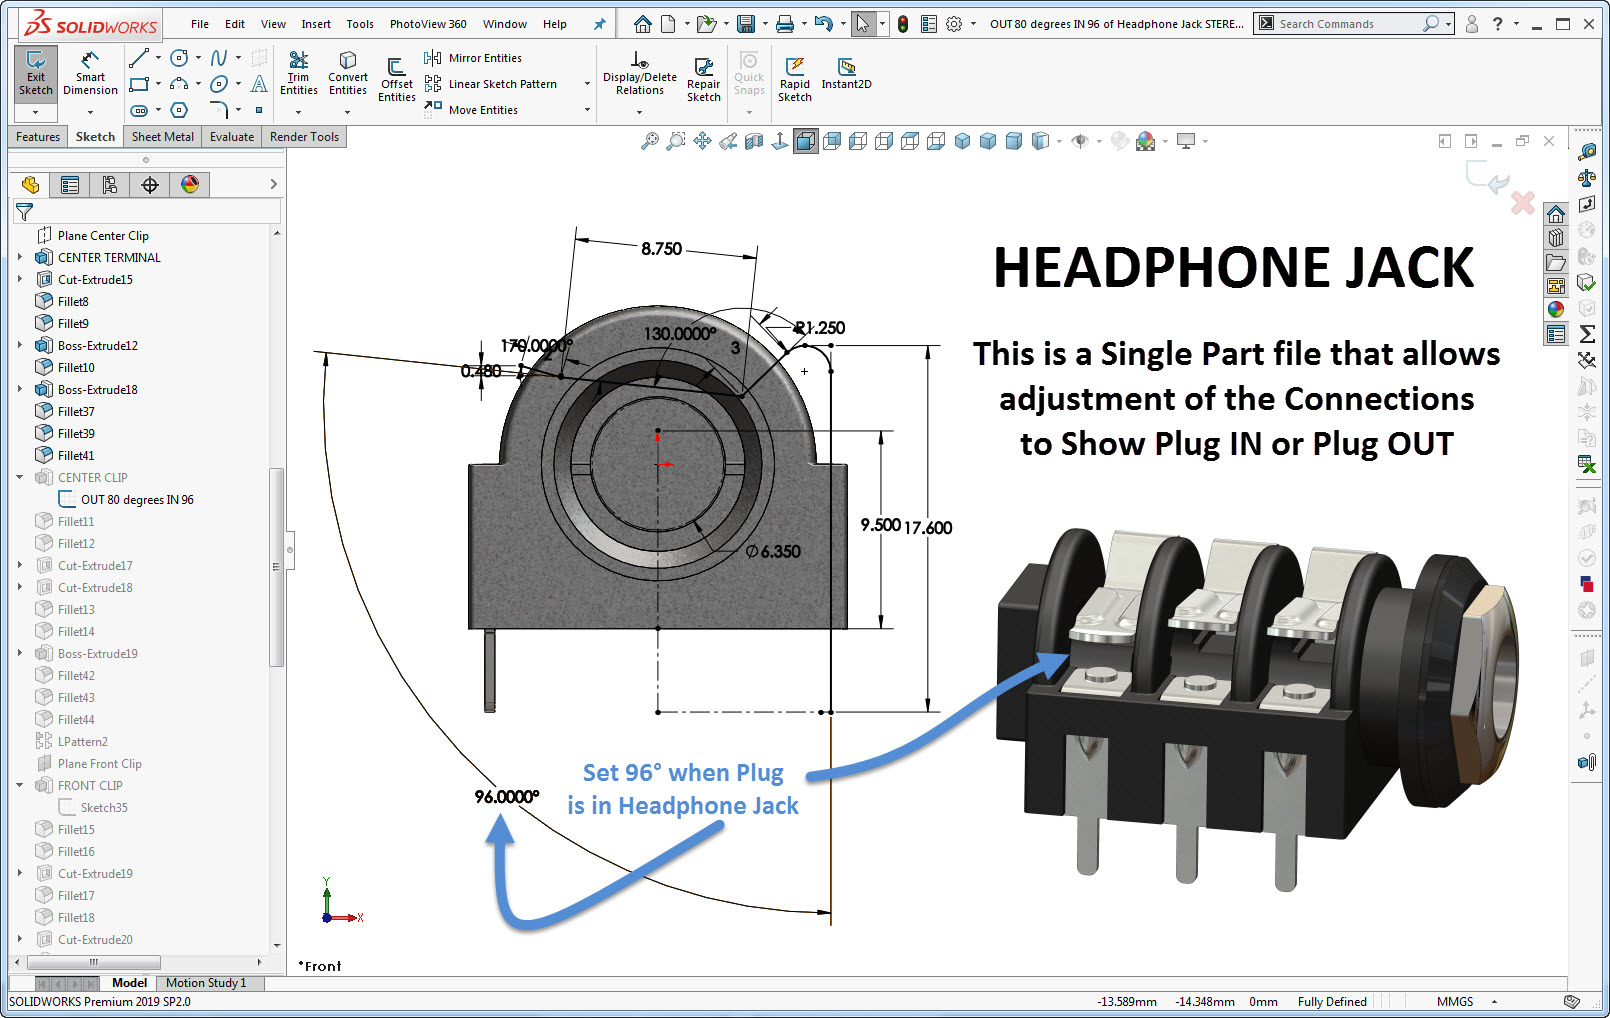 SOLIDWORKS
File Edit View Insert Tools PhotoView 360 Window Help
OUT 80 degrees IN 96 of Headphone Jack STERE...
Search Commands
?
Exit Sketch
Smart Dimension
Trim Entities
Convert Entities
Offset Entities
Mirror Entities
Linear Sketch Pattern
Move Entities
Display/Delete Relations
Repair Sketch
Quick Snaps
Rapid Sketch
Instant2D
Features Sketch Sheet Metal Evaluate Render Tools
Plane Center Clip
CENTER TERMINAL
Cut-Extrude15
Fillet8
Fillet9
Boss-Extrude12
Fillet10
Boss-Extrude18
Fillet37
Fillet39
Fillet41
CENTER CLIP
OUT 80 degrees IN 96
Fillet11
Fillet12
Cut-Extrude17
Cut-Extrude18
Fillet13
Fillet14
Boss-Extrude19
Fillet42
Fillet43
Fillet44
LPattern2
Plane Front Clip
FRONT CLIP
Sketch35
Fillet15
Fillet16
Cut-Extrude19
Fillet17
Fillet18
Cut-Extrude20
8.750
130.0000°
R1.250
170.0000°
2
3
0.480
9.500
17.600
Ø6.350
96.0000°
HEADPHONE JACK
This is a Single Part file that allows
adjustment of the Connections
to Show Plug IN or Plug OUT
Set 96° when Plug
is in Headphone Jack
Y
X
*Front
Model Motion Study 1
SOLIDWORKS Premium 2019 SP2.0
-13.589mm -14.348mm 0mm Fully Defined MMGS